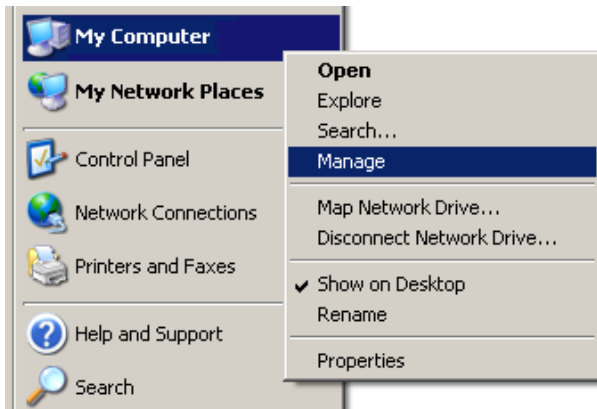 My Computer
My Network Places
Control Panel
Network Connections
Printers and Faxes
Help and Support
Search
Open
Explore
Search...
Manage
Map Network Drive...
Disconnect Network Drive...
Show on Desktop
Rename
Properties